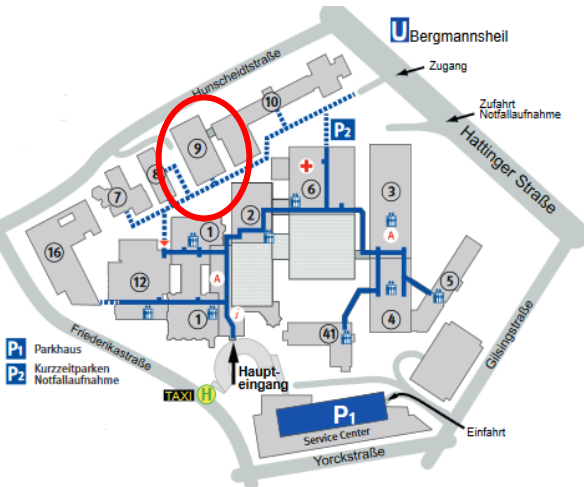 U Bergmannsheil
Hunscheidtstraße
Zugang
10
Zufahrt
Notfallaufnahme
P2
Hattinger Straße
9
8
7
6
3
2
1
16
12
A
A
5
1
i
4
41
Gilsingstraße
Friederikastraße
P1 Parkhaus
P2 Kurzzeitparken
Notfallaufnahme
Haupt-
eingang
TAXI H
P1
Service Center
Einfahrt
Yorckstraße